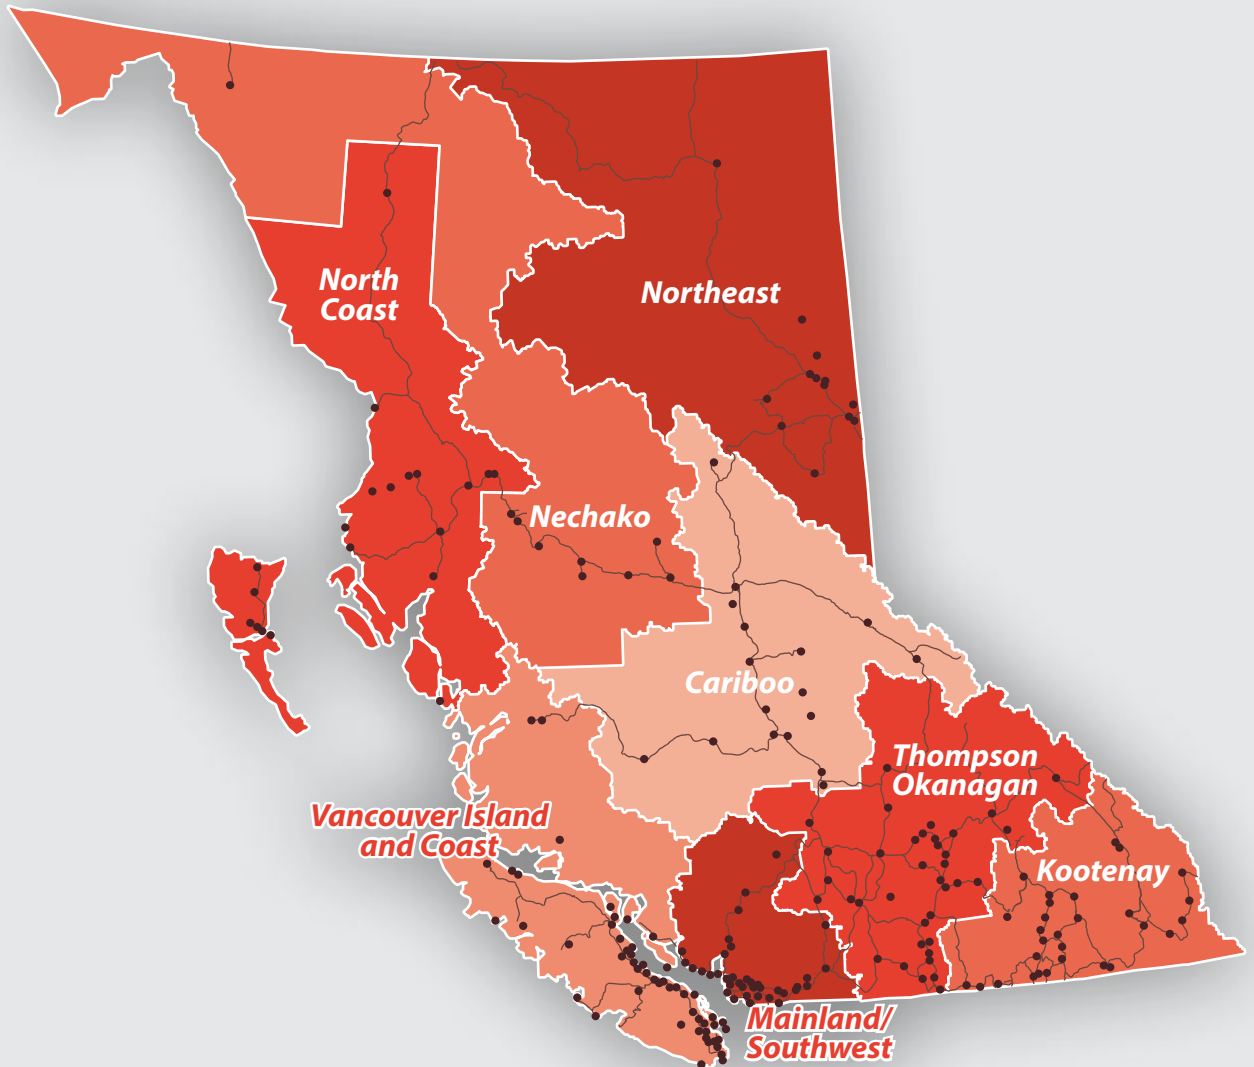 North
Coast
Northeast
Nechako
Cariboo
Thompson
Okanagan
Vancouver Island
and Coast
Kootenay
Mainland/
Southwest